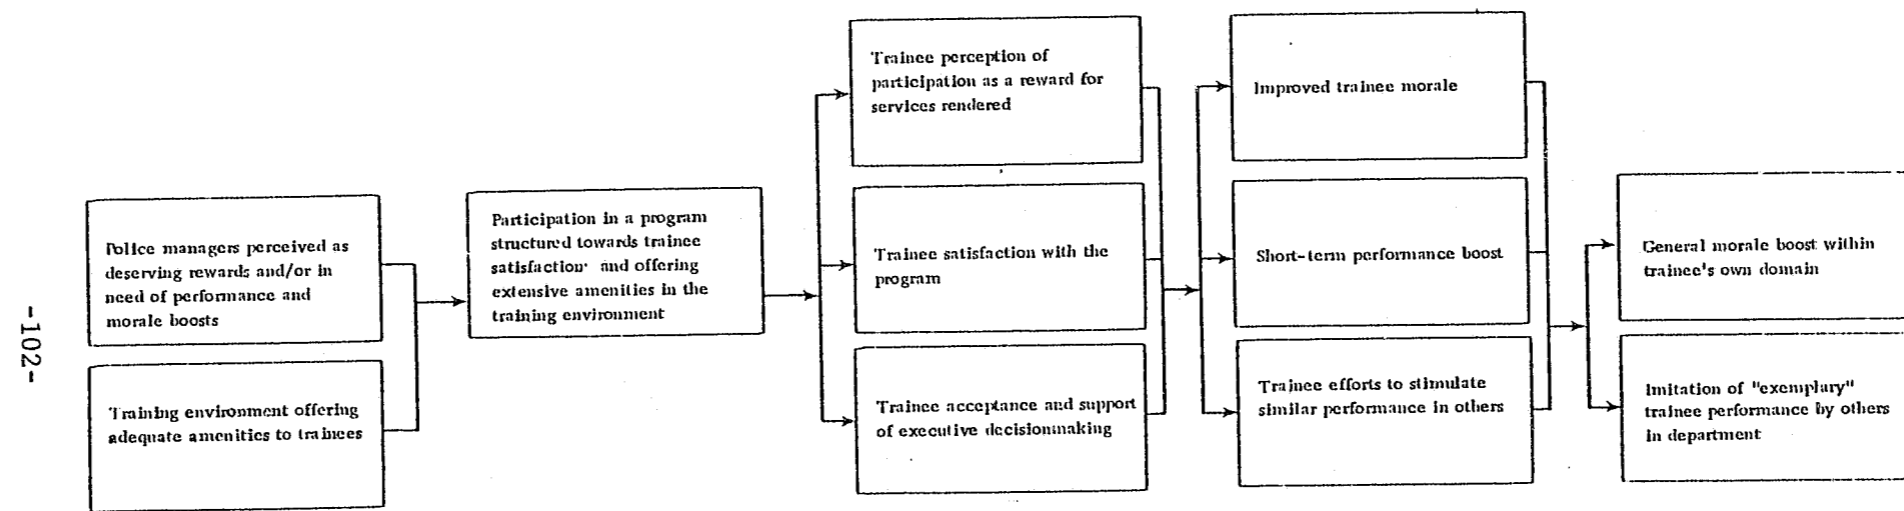 Police managers perceived as
deserving rewards and/or in
need of performance and
morale boosts
Training environment offering
adequate amenities to trainees
Participation in a program
structured towards trainee
satisfaction and offering
extensive amenities in the
training environment
Trainee perception of
participation as a reward for
services rendered
Trainee satisfaction with the
program
Trainee acceptance and support
of executive decisionmaking
Improved trainee morale
Short-term performance boost
Trainee efforts to stimulate
similar performance in others
General morale boost within
trainee's own domain
Imitation of "exemplary"
trainee performance by others
in department
-102-